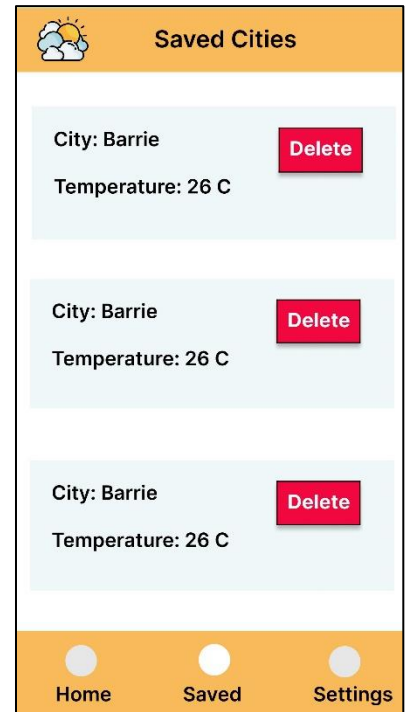 Saved Cities
City: Barrie
Delete
Temperature: 26 C
City: Barrie
Delete
Temperature: 26 C
City: Barrie
Delete
Temperature: 26 C
Home Saved Settings